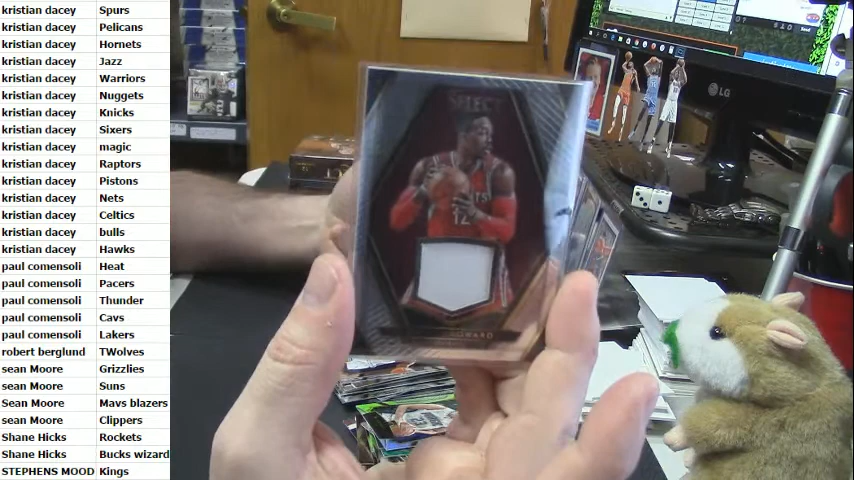 kristian dacey Spurs
kristian dacey Pelicans
kristian dacey Hornets
kristian dacey Jazz
kristian dacey Warriors
kristian dacey Nuggets
kristian dacey Knicks
kristian dacey Sixers
kristian dacey magic
kristian dacey Raptors
kristian dacey Pistons
kristian dacey Nets
kristian dacey Celtics
kristian dacey bulls
kristian dacey Hawks
paul comensoli Heat
paul comensoli Pacers
paul comensoli Thunder
paul comensoli Cavs
paul comensoli Lakers
robert berglund TWolves
sean Moore Grizzlies
sean Moore Suns
Sean Moore Mavs blazers
sean Moore Clippers
Shane Hicks Rockets
Shane Hicks Bucks wizard
STEPHENS MOOD Kings
SELECT
12
HOWARD
LG